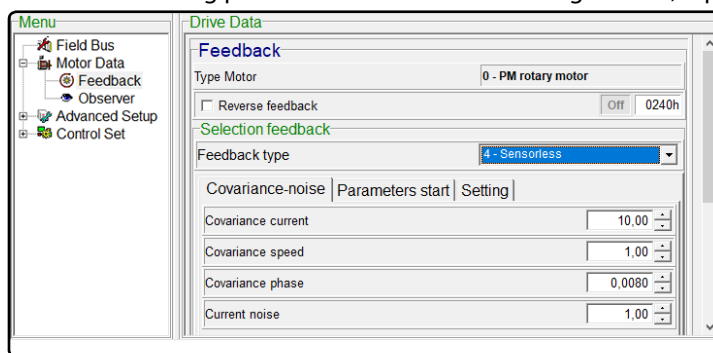 Menu
Field Bus
Motor Data
Feedback
Observer
Advanced Setup
Control Set
Drive Data
Feedback
Type Motor 0 - PM rotary motor
Reverse feedback Off 0240h
Selection feedback
Feedback type 4 - Sensorless
Covariance-noise Parameters start Setting
Covariance current 10,00
Covariance speed 1,00
Covariance phase 0,0080
Current noise 1,00